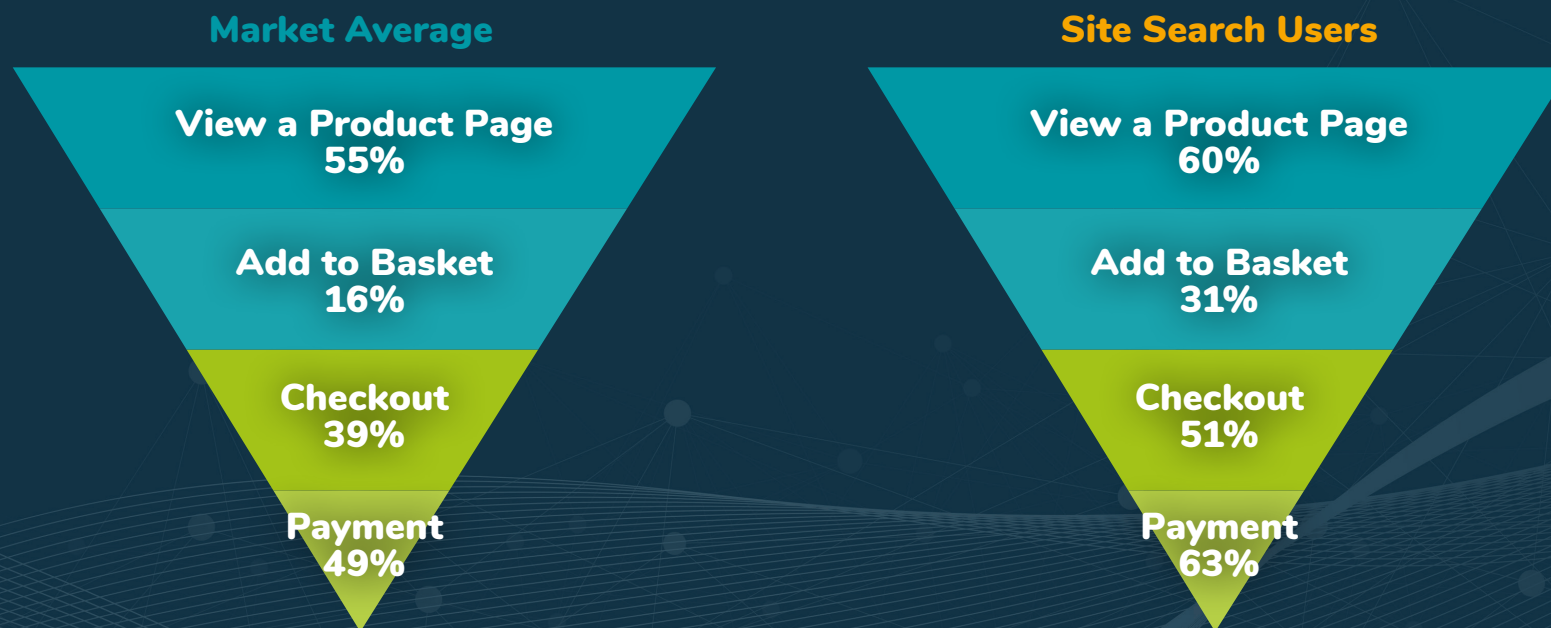 Market Average
View a Product Page
55%
Add to Basket
16%
Checkout
39%
Payment
49%
Site Search Users
View a Product Page
60%
Add to Basket
31%
Checkout
51%
Payment
63%